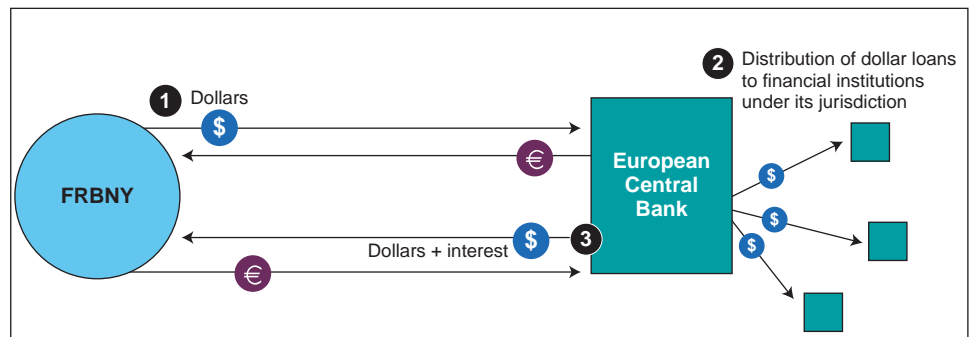 2 Distribution of dollar loans
to financial institutions
under its jurisdiction
1 Dollars
$
€
FRBNY
European
Central
Bank
$
$
$
3
$
Dollars + interest
€